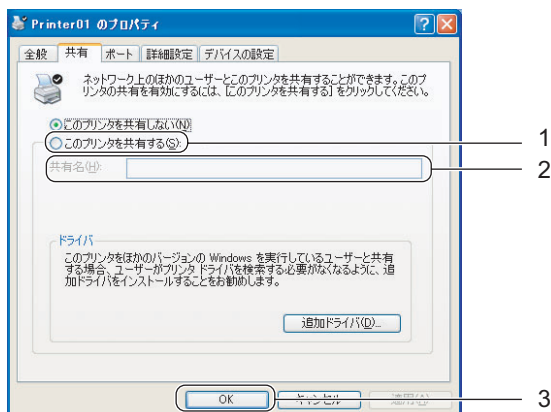 Printer01 のプロパティ
全般 共有 ポート 詳細設定 デバイスの設定
ネットワーク上のほかのユーザーとこのプリンタを共有することができます。このプ
リンタの共有を有効にするには、[このプリンタを共有する] をクリックしてください。
このプリンタを共有しない(N)
このプリンタを共有する(S):
1
共有名(H):
2
ドライバ
このプリンタをほかのバージョンの Windows を実行しているユーザーと共有
する場合、ユーザーがプリンタ ドライバを検索する必要がなくなるように、追
加ドライバをインストールすることをお勧めします。
追加ドライバ(D)...
OK キャンセル 適用(A)
3